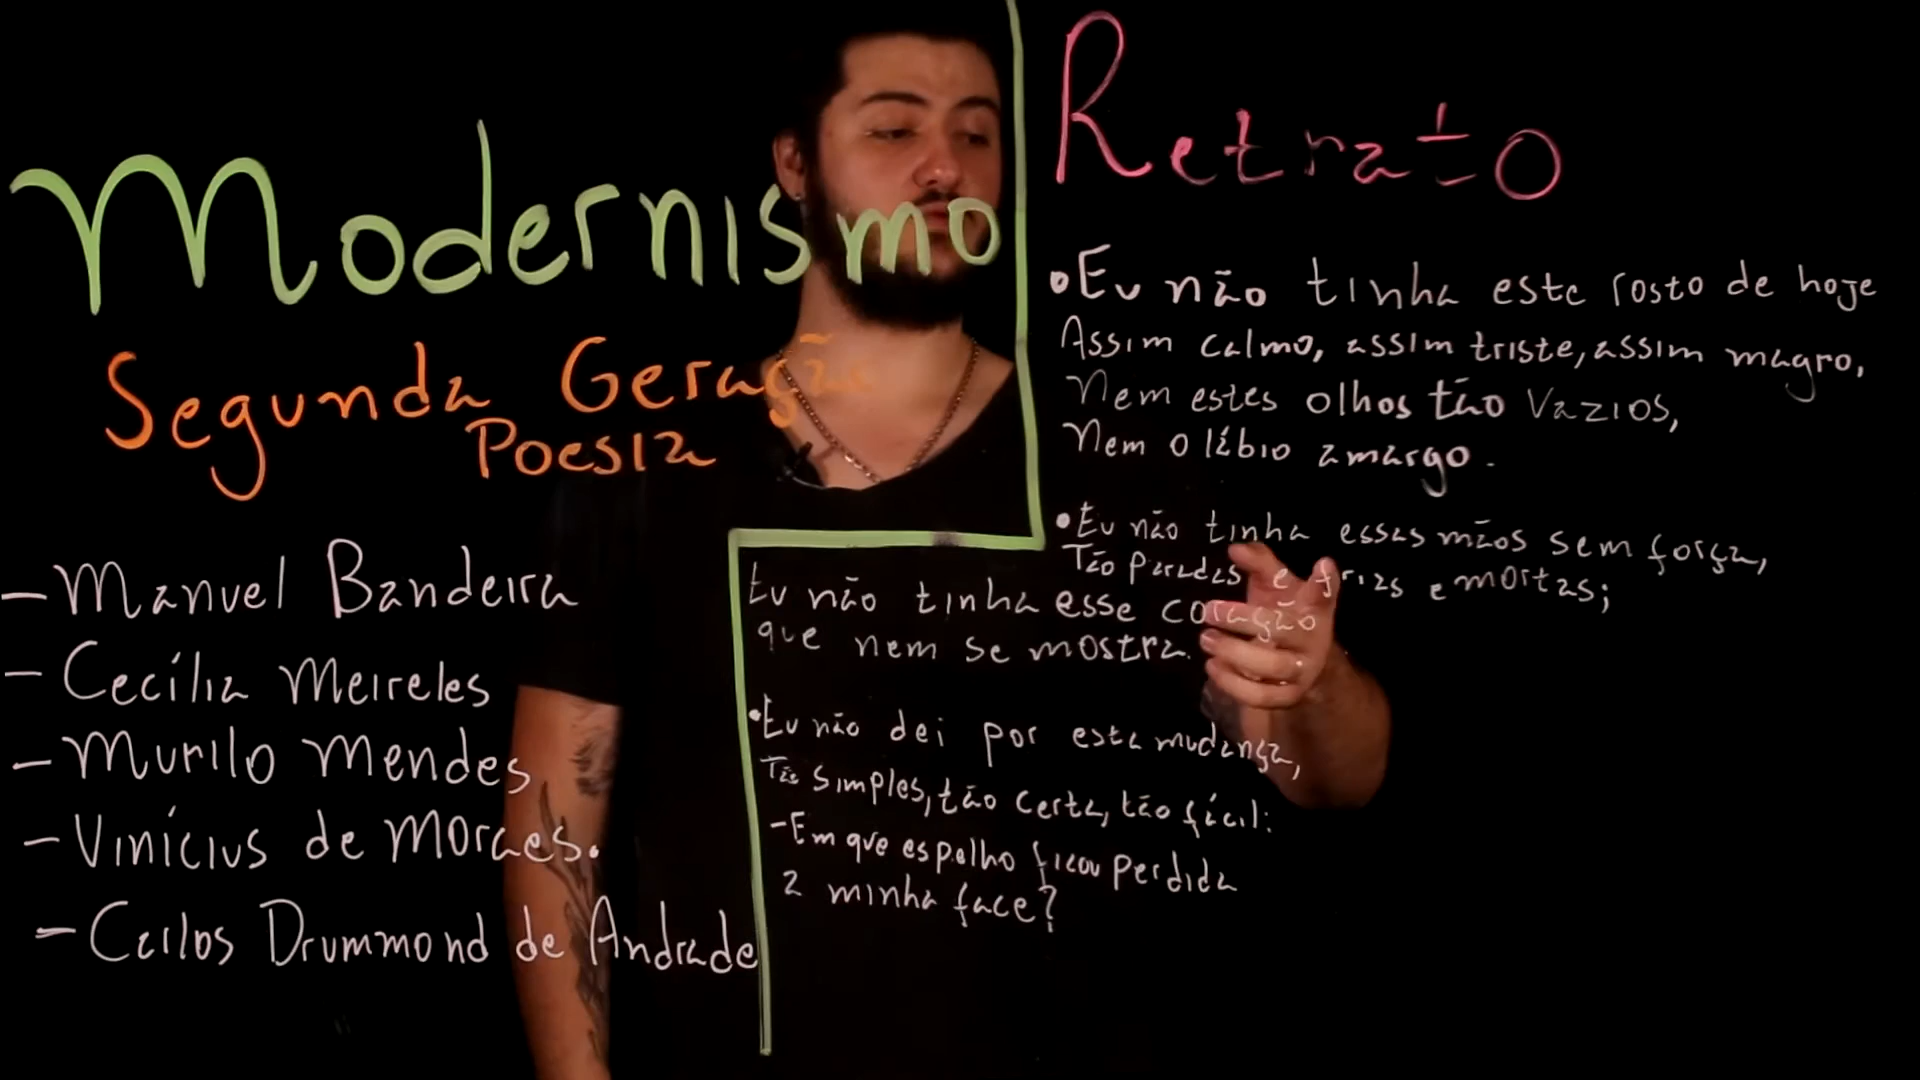 Modernismo
Segunda Geração
Poesia
- Manuel Bandeira
- Cecília Meireles
- Murilo Mendes
- Vinícius de Moraes.
- Carlos Drummond de Andrade
Retrato
•Eu não tinha este rosto de hoje
Assim calmo, assim triste, assim magro,
Nem estes olhos tão vazios,
Nem o lábio amargo.
•Eu não tinha essas mãos sem força,
Tão paradas e frias e mortas;
Eu não tinha esse coração
que nem se mostra.
•Eu não dei por esta mudança,
Tão simples, tão certa, tão fácil:
-Em que espelho ficou perdida
a minha face?